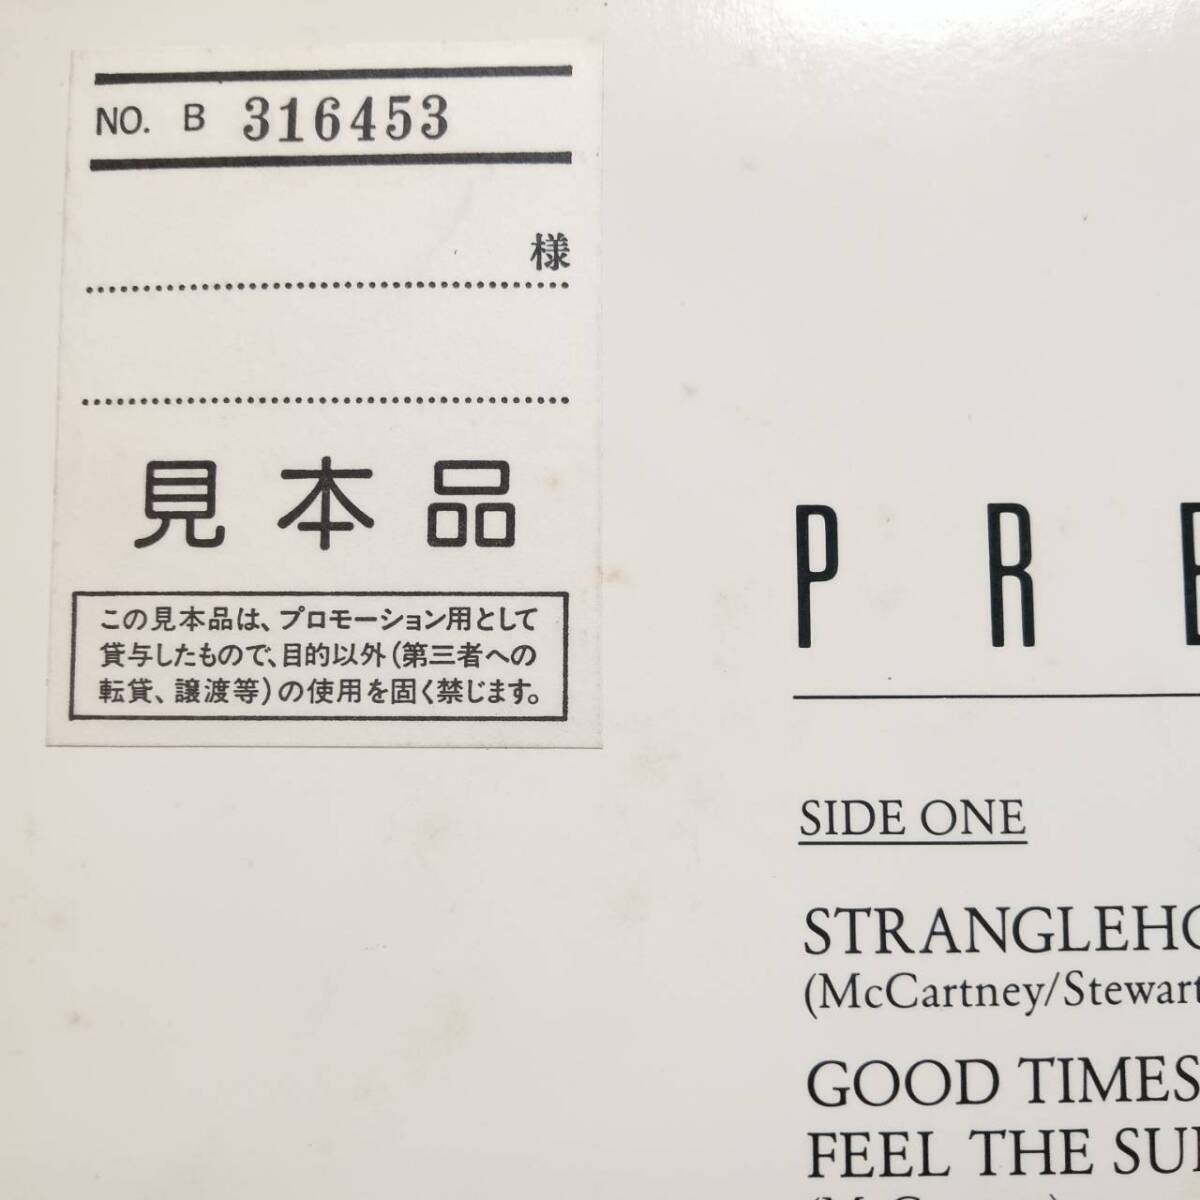 NO. B 316453
様
見本品
この見本品は、プロモーション用として
貸与したもので、目的以外(第三者への
転貸、譲渡等)の使用を固く禁じます。
P R
SIDE ONE
STRANGLEHO
(McCartney/Stewart
GOOD TIMES
FEEL THE SU